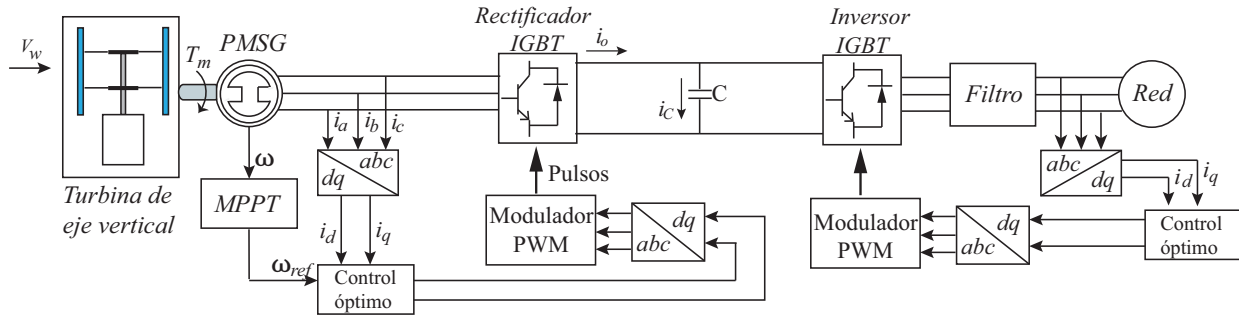 V_w
Turbina de
eje vertical
T_m
PMSG
ω
MPPT
ω_ref
i_a
i_b
i_c
abc
dq
i_d
i_q
Control
óptimo
Rectificador
IGBT
i_o
Pulsos
Modulador
PWM
dq
abc
i_C
C
Inversor
IGBT
Filtro
Red
abc
dq
i_d
i_q
Control
óptimo
dq
abc
Modulador
PWM